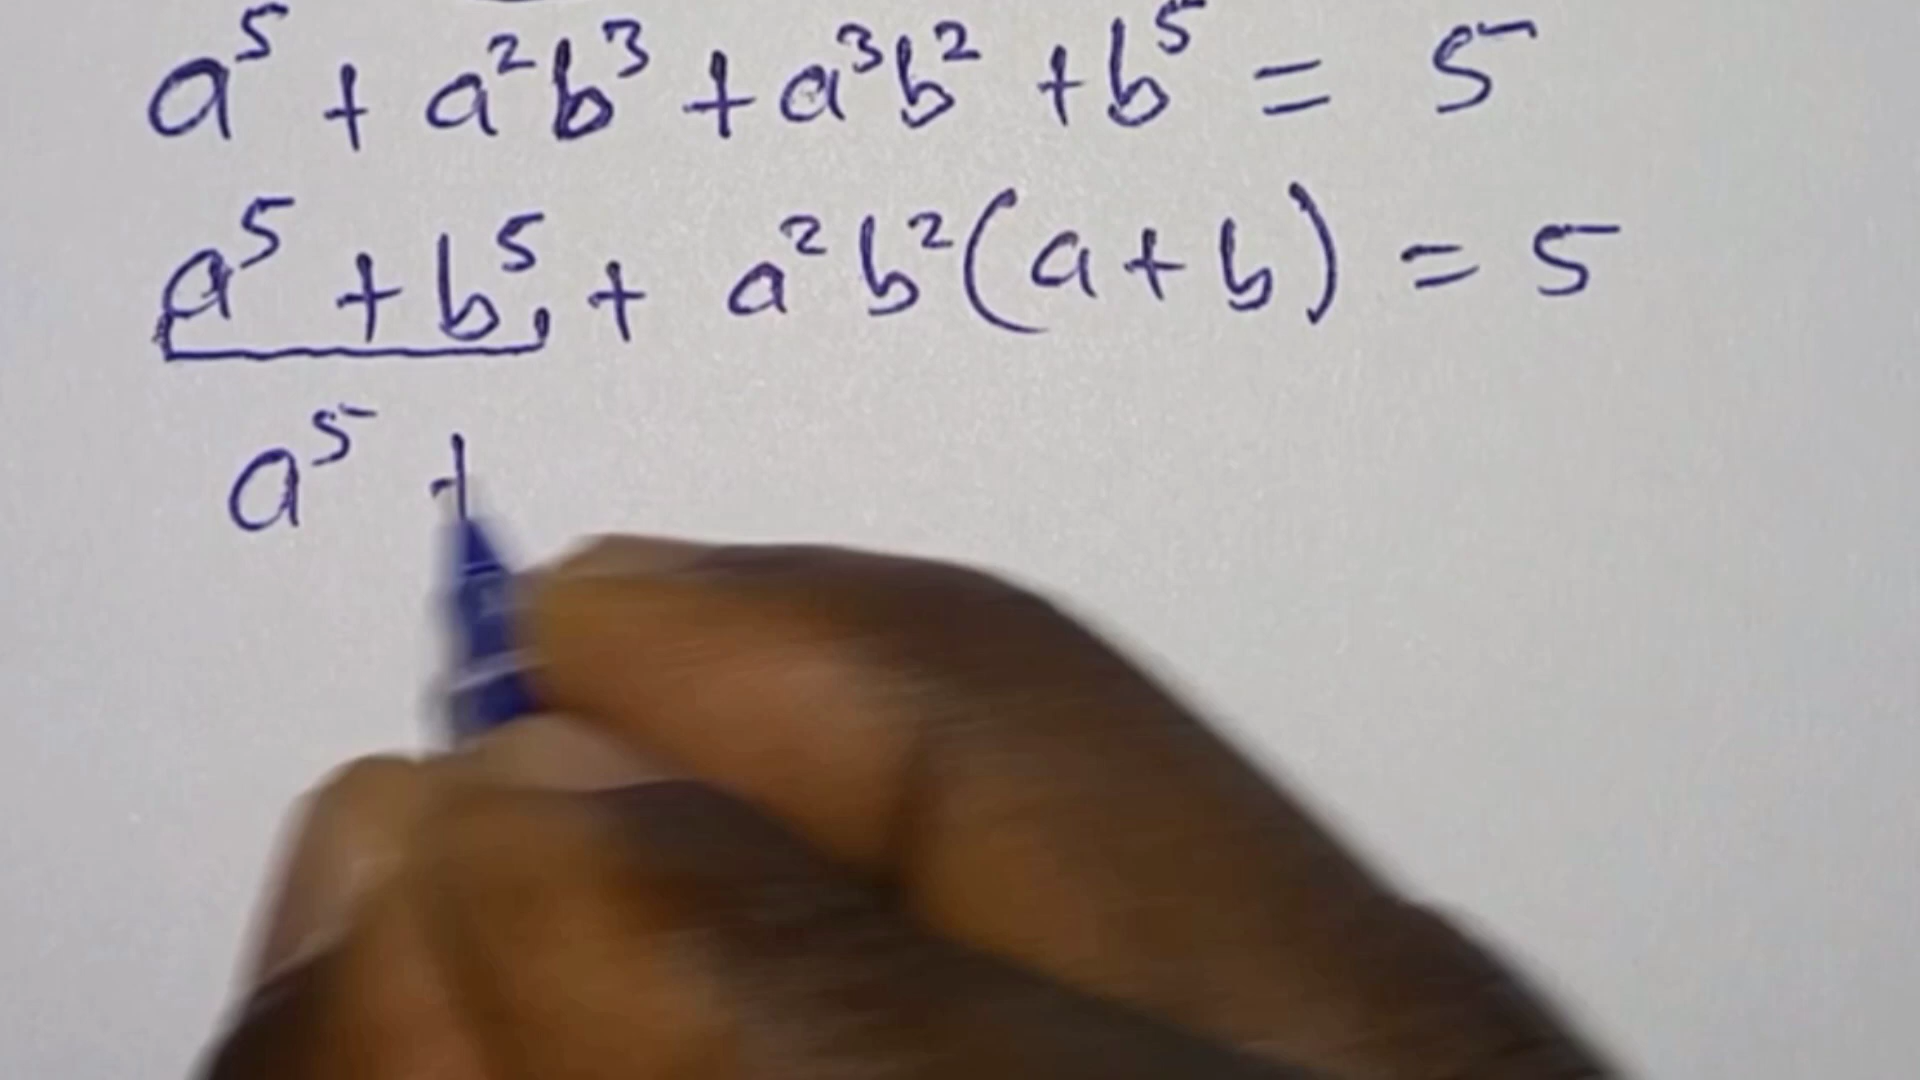 a⁵ + a²b³ + a³b² + b⁵ = 5
a⁵ + b⁵ + a²b²(a+b) = 5
a⁵ +